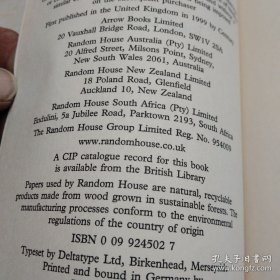 on the subsequent purchaser
First published in the United Kingdom in 1999 by
Arrow Books Limited
20 Vauxhall Bridge Road, London, SW1V 2SA
Random House Australia (Pty) Limited
20 Alfred Street, Milsons Point, Sydney,
New South Wales 2061, Australia
Random House New Zealand Limited
18 Poland Road, Glenfield
Auckland 10, New Zealand
Random House South Africa (Pty) Limited
Endulini, 5a Jubilee Road, Parktown 2193, South Africa
The Random House Group Limited Reg. No. 954009
www.randomhouse.co.uk
A CIP catalogue record for this book
is available from the British Library
Papers used by Random House are natural, recyclable
products made from wood grown in sustainable forests. The
manufacturing processes conform to the environmental
regulations of the country of origin
ISBN 0 09 924502 7
Typeset by Deltatype Ltd, Birkenhead,
Printed and bound in Germany by